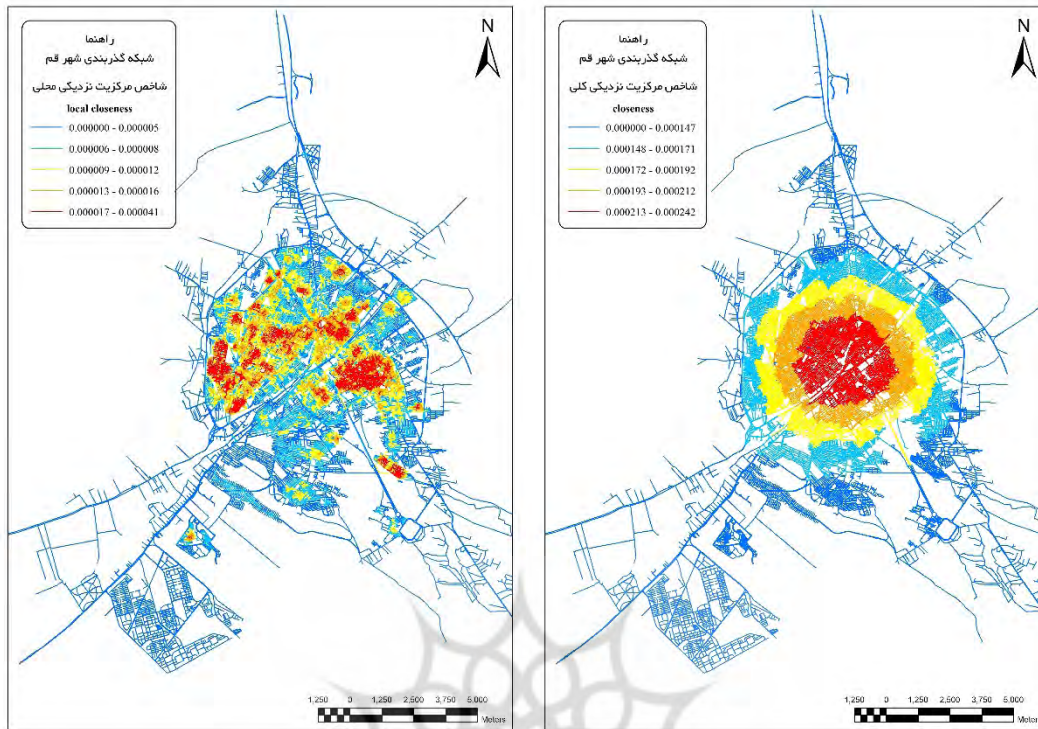 راهنما
شبکه گذربندی شهر قم
شاخص مرکزیت نزدیکی محلی
local closeness
0.000000 - 0.000005
0.000006 - 0.000008
0.000009 - 0.000012
0.000013 - 0.000016
0.000017 - 0.000041
N
1,250 0 1,250 2,500 3,750 5,000
Meters
راهنما
شبکه گذربندی شهر قم
شاخص مرکزیت نزدیکی کلی
closeness
0.000000 - 0.000147
0.000148 - 0.000171
0.000172 - 0.000192
0.000193 - 0.000212
0.000213 - 0.000242
N
1,250 0 1,250 2,500 3,750 5,000
Meters